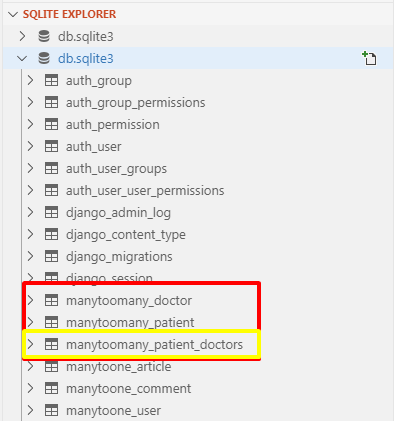 SQLITE EXPLORER
db.sqlite3
db.sqlite3
auth_group
auth_group_permissions
auth_permission
auth_user
auth_user_groups
auth_user_user_permissions
django_admin_log
django_content_type
django_migrations
django_session
manytoomany_doctor
manytoomany_patient
manytoomany_patient_doctors
manytoone_article
manytoone_comment
manytoone_user